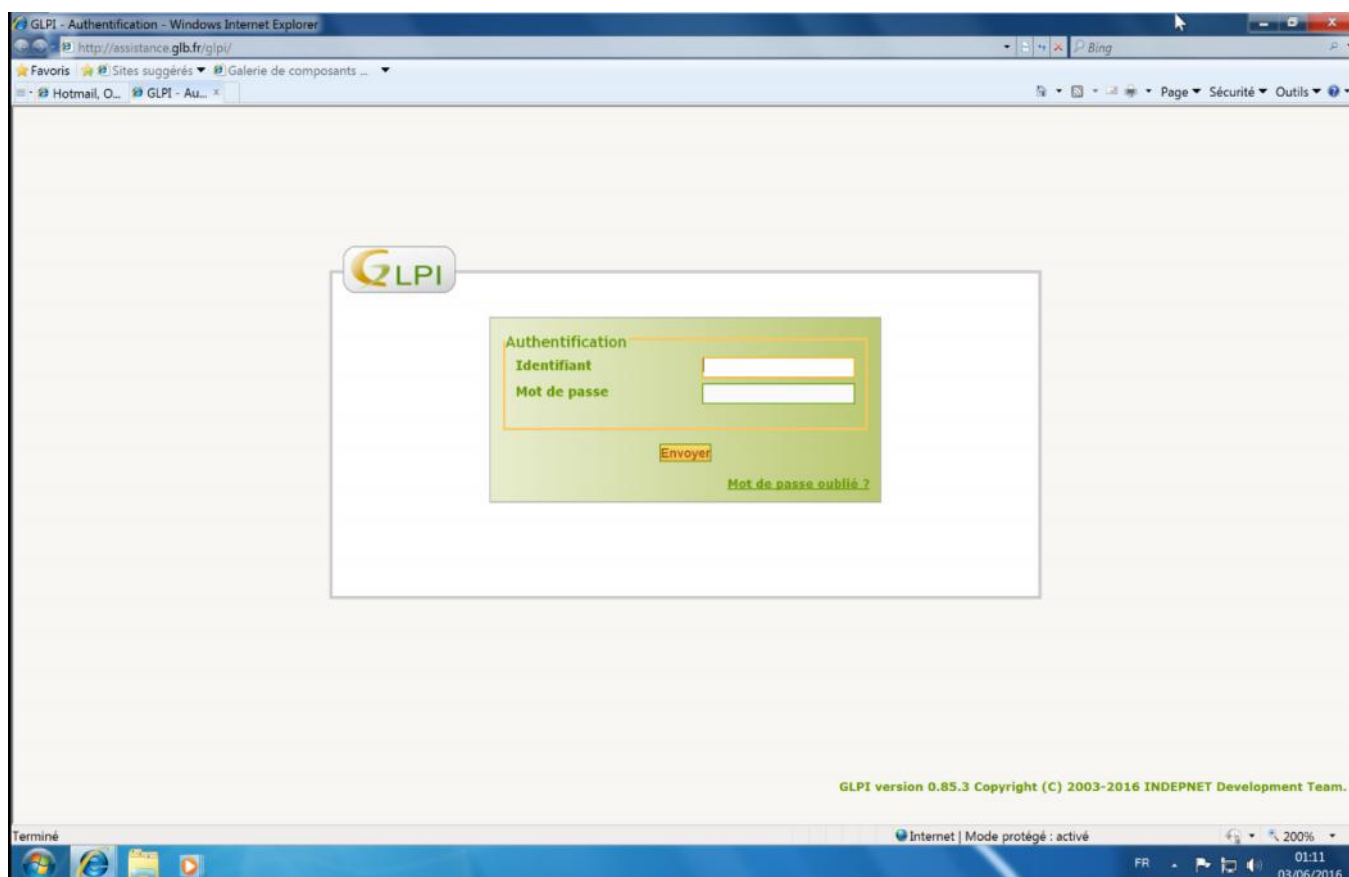 GLPI - Authentification - Windows Internet Explorer
http://assistance.glb.fr/glpi/
Bing
Favoris Sites suggérés Galerie de composants ...
Hotmail, O... GLPI - Au... x
Page Sécurité Outils
GLPI
Authentification
Identifiant
Mot de passe
Envoyer
Mot de passe oublié ?
GLPI version 0.85.3 Copyright (C) 2003-2016 INDEPNET Development Team.
Terminé
Internet | Mode protégé : activé
200%
FR
01:11
03/06/2016